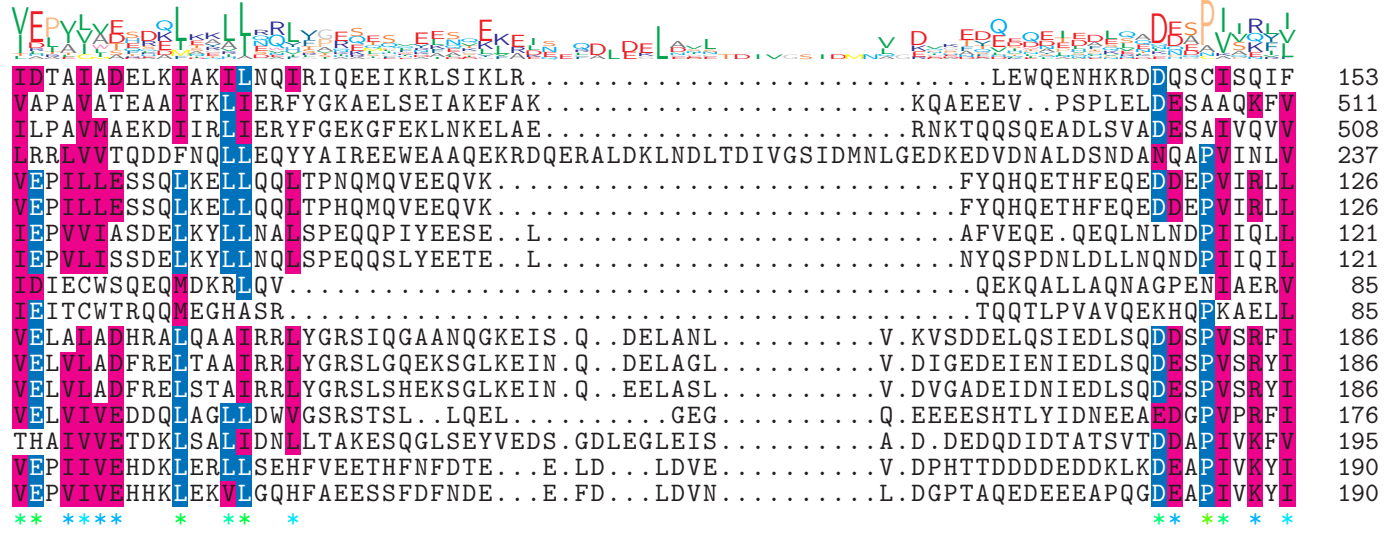 IDTAIADELKIAKILNQIRIQEEIKRLSIKLR.............................LEWQENHKRDDQSCISQIF 153
VAPAVATEAAITKLIERFYGKAELSEIAKEFAK.......................KQAEEEV..PSPLELDESAAQKFV 511
ILPAVMAEKDIIRLIERYFGEKGFEKLNKELAE.......................RNKTQQSQEADLSVADESAIVQVV 508
LRRLVVTQDDFNQLLEQYYAIREEWEAAQEKRDQERALDKLNDLTDIVGSIDMNLGEDKEDVDNALDSNDANQAPVINLV 237
VEPILLESSQLKELLQQLTPNQMQVEEQVK.............................FYQHQETHFEQEDDEPVIRLL 126
VEPILLESSQLKELLQQLTPHQMQVEEQVK.............................FYQHQETHFEQEDDEPVIRLL 126
IEPVVIASDELKYLLNALSPEQQPIYEESE..L..........................AFVEQE.QEQLNLNDPIIQLL 121
IEPVLISSDELKYLLNQLSPEQQSLYEETE..L..........................NYQSPDNLDLLNQNDPIIQIL 121
IDIECWSQEQMDKRLQV...........................................QEKQALLAQNAGPENIAERV 85
IEITCWTRQQMEGHASR...........................................TQQTLPVAVQEKHQPKAELL 85
VELALADHRALQAAIRRLYGRSIQGAANQGKEIS.Q..DELANL..........V.KVSDDELQSIEDLSQDDSPVSRFI 186
VELVLADFRELTAAIRRLYGRSLGQEKSGLKEIN.Q..DELAGL..........V.DIGEDEIENIEDLSQDESPVSRYI 186
VELVLADFRELSTAIRRLYGRSLSHEKSGLKEIN.Q..EELASL..........V.DVGADEIDNIEDLSQDESPVSRYI 186
VELVIVEDDQLAGLLDWVGSRSTSL..LQEL..........GEG..........Q.EEEESHTLYIDNEEAEDGPVPRFI 176
THAIVVETDKLSALIDNLLTAKESQGLSEYVEDS.GDLEGLEIS..........A.D.DEDQDIDTATSVTDDAPIVKFV 195
VEPIIVEHDKLERLLSEHFVEETHFNFDTE...E.LD...LDVE..........V.DPHTTDDDDEDDKLKDEAPIVKYI 190
VEPVIVEHHKLEKVLGQHFAEESSFDFNDE...E.FD...LDVN..........L.DGPTAQEDEEEAPQGDEAPIVKYI 190
** **** * ** * ** ** * *